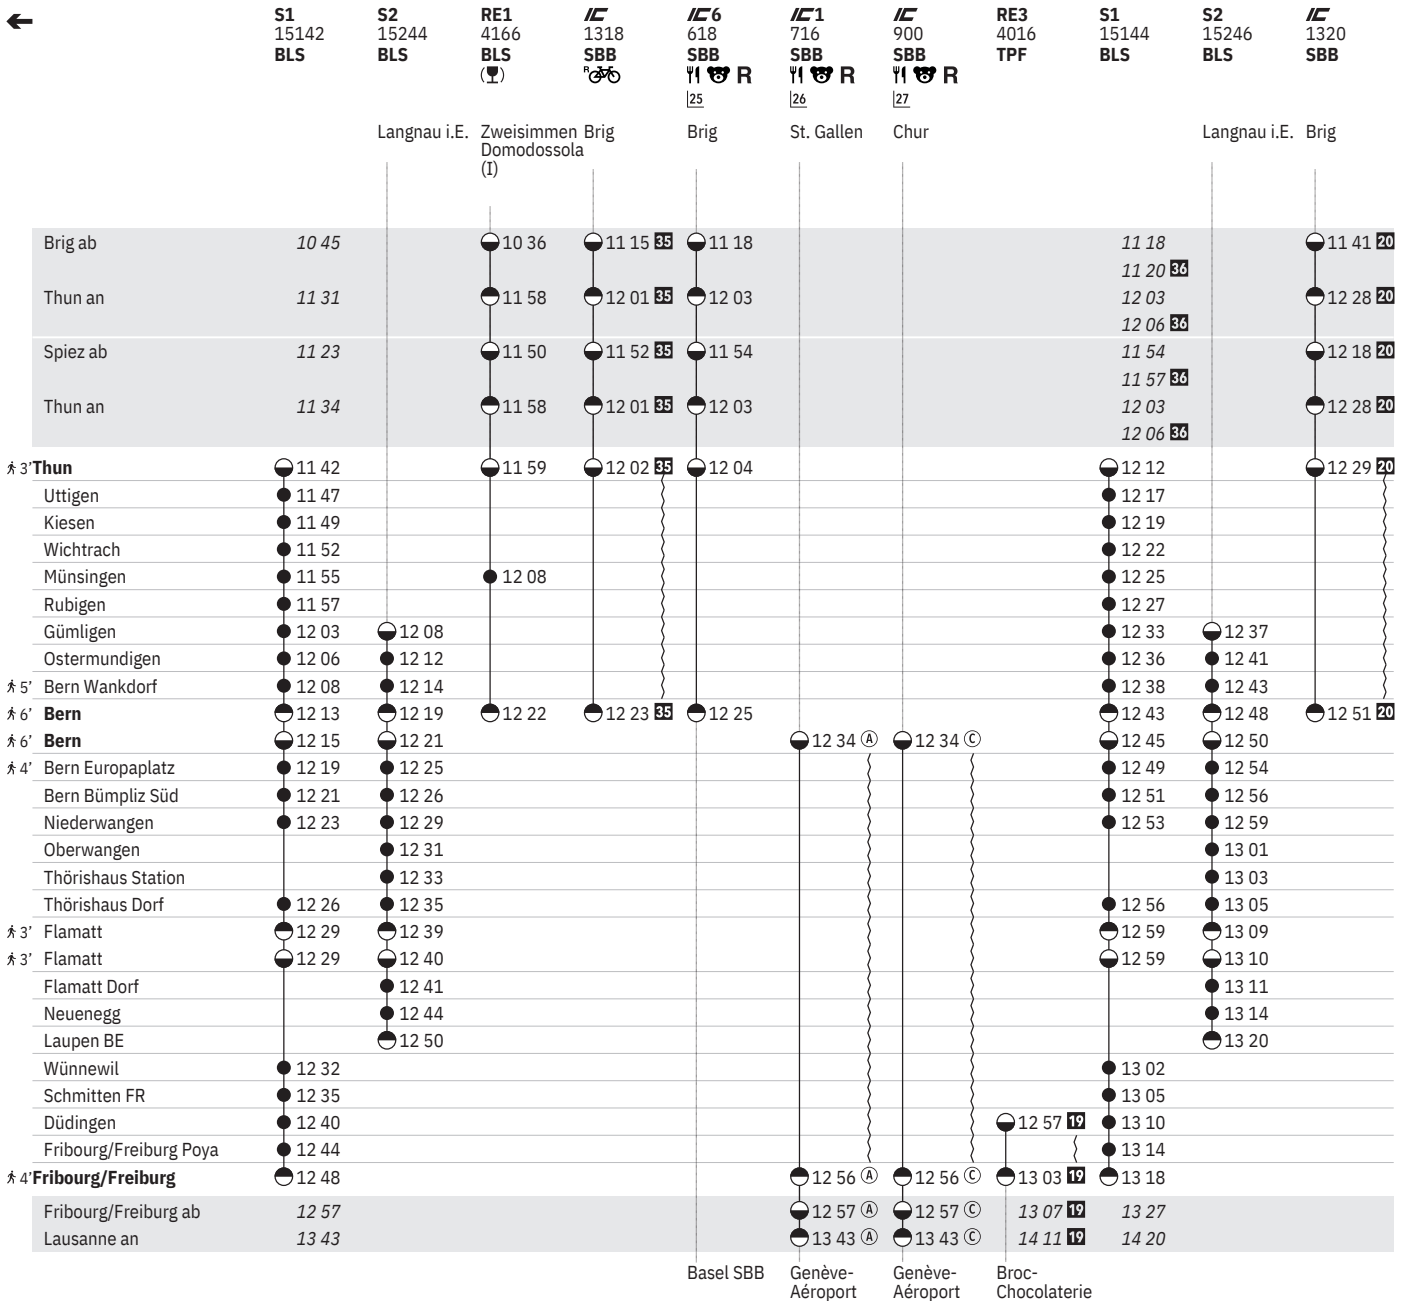 S1 S2 RE1 IC IC 6 IC 1 IC RE3 S1 S2 IC
15142 15244 4166 1318 618 716 900 4016 15144 15246 1320
BLS BLS BLS SBB SBB SBB SBB TPF BLS BLS SBB
R R R R
25 26 27
Langnau i.E. Zweisimmen Brig Brig St. Gallen Chur Langnau i.E. Brig
Domodossola
(I)
Brig ab 10 45 10 36 11 15 35 11 18 11 18 11 41 20
11 20 36
Thun an 11 31 11 58 12 01 35 12 03 12 03 12 28 20
12 06 36
Spiez ab 11 23 11 50 11 52 35 11 54 11 54 12 18 20
11 57 36
Thun an 11 34 11 58 12 01 35 12 03 12 03 12 28 20
12 06 36
3' Thun 11 42 11 59 12 02 35 12 04 12 12 12 29 20
Uttigen 11 47 12 17
Kiesen 11 49 12 19
Wichtrach 11 52 12 22
Münsingen 11 55 12 08 12 25
Rubigen 11 57 12 27
Gümligen 12 03 12 08 12 33 12 37
Ostermundigen 12 06 12 12 12 36 12 41
5' Bern Wankdorf 12 08 12 14 12 38 12 43
6' Bern 12 13 12 19 12 22 12 23 35 12 25 12 43 12 48 12 51 20
6' Bern 12 15 12 21 12 34 A 12 34 C 12 45 12 50
4' Bern Europaplatz 12 19 12 25 12 49 12 54
Bern Bümpliz Süd 12 21 12 26 12 51 12 56
Niederwangen 12 23 12 29 12 53 12 59
Oberwangen 12 31 13 01
Thörishaus Station 12 33 13 03
Thörishaus Dorf 12 26 12 35 12 56 13 05
3' Flamatt 12 29 12 39 12 59 13 09
3' Flamatt 12 29 12 40 12 59 13 10
Flamatt Dorf 12 41 13 11
Neuenegg 12 44 13 14
Laupen BE 12 50 13 20
Wünnewil 12 32 13 02
Schmitten FR 12 35 13 05
Düdingen 12 40 12 57 19 13 10
Fribourg/Freiburg Poya 12 44 13 14
4' Fribourg/Freiburg 12 48 12 56 A 12 56 C 13 03 19 13 18
Fribourg/Freiburg ab 12 57 12 57 A 12 57 C 13 07 19 13 27
Lausanne an 13 43 13 43 A 13 43 C 14 11 19 14 20
Basel SBB Genève- Genève- Broc-
Aéroport Aéroport Chocolaterie